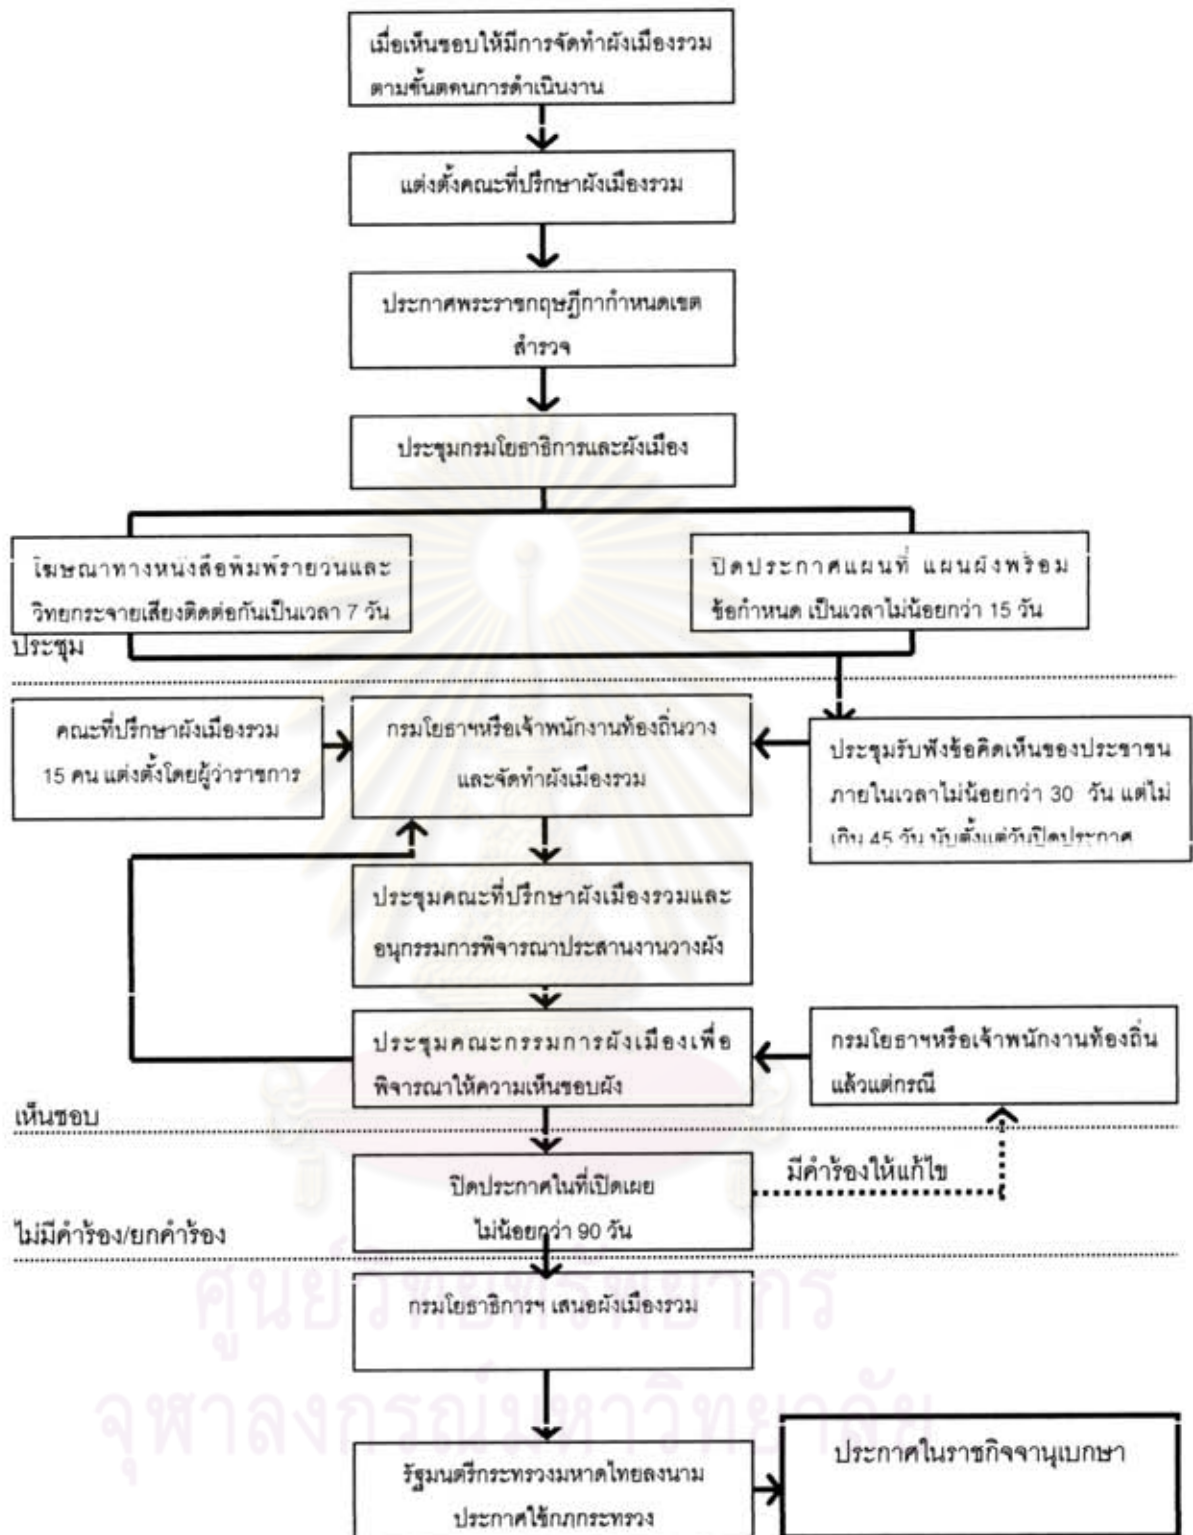 เมื่อเห็นชอบให้มีการจัดทำผังเมืองรวม
ตามขั้นตอนการดำเนินงาน
แต่งตั้งคณะที่ปรึกษาผังเมืองรวม
ประกาศพระราชกฤษฎีกากำหนดเขต
สำรวจ
ประชุมกรมโยธาธิการและผังเมือง
โฆษณาทางหนังสือพิมพ์รายวันและ
วิทยุกระจายเสียงติดต่อกันเป็นเวลา 7 วัน
ปิดประกาศแผนที่ แผนผังพร้อม
ข้อกำหนด เป็นเวลาไม่น้อยกว่า 15 วัน
ประชุม
คณะที่ปรึกษาผังเมืองรวม
15 คน แต่งตั้งโดยผู้ว่าราชการ
กรมโยธาฯหรือเจ้าพนักงานท้องถิ่นวาง
และจัดทำผังเมืองรวม
ประชุมรับฟังข้อคิดเห็นของประชาชน
ภายในเวลาไม่น้อยกว่า 30 วัน แต่ไม่
เกิน 45 วัน นับตั้งแต่วันปิดประกาศ
ประชุมคณะที่ปรึกษาผังเมืองรวมและ
อนุกรรมการพิจารณาประสานงานวางผัง
ประชุมคณะกรรมการผังเมืองเพื่อ
พิจารณาให้ความเห็นชอบผัง
กรมโยธาฯหรือเจ้าพนักงานท้องถิ่น
แล้วแต่กรณี
เห็นชอบ
ปิดประกาศในที่เปิดเผย
ไม่น้อยกว่า 90 วัน
มีคำร้องให้แก้ไข
ไม่มีคำร้อง/ยกคำร้อง
กรมโยธาธิการฯ เสนอผังเมืองรวม
ศูนย์วิทยทรัพยากร
จุฬาลงกรณ์มหาวิทยาลัย
รัฐมนตรีกระทรวงมหาดไทยลงนาม
ประกาศใช้กฎกระทรวง
ประกาศในราชกิจจานุเบกษา